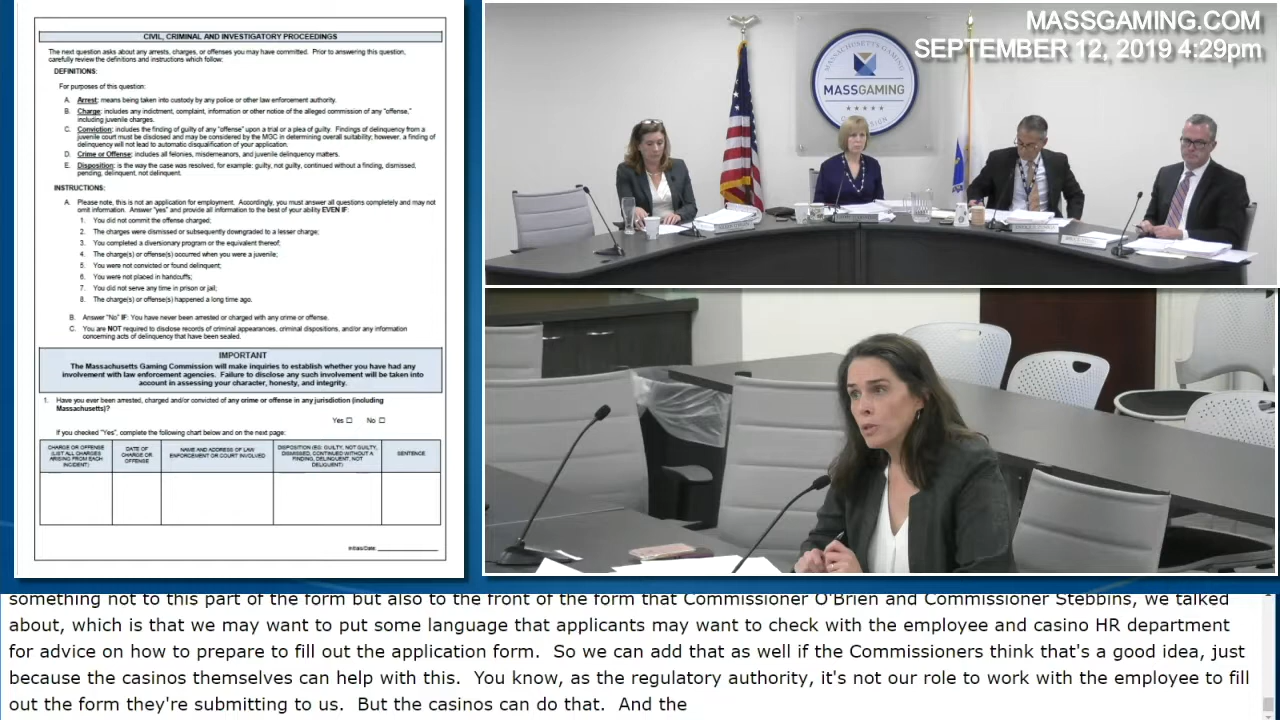 CIVIL, CRIMINAL AND INVESTIGATORY PROCEEDINGS
The next question asks about any arrests, charges, or offenses you may have committed. Prior to answering this question,
carefully review the definitions and instructions which follow:
DEFINITIONS:
For purposes of this question:
A. Arrest: means being taken into custody by any police or other law enforcement authority.
B. Charge: includes any indictment, complaint, information or other notice of the alleged commission of any "offense,"
including juvenile charges.
C. Conviction: includes the finding of guilty of any "offense" upon a trial or a plea of guilty. Findings of delinquency from a
juvenile court must be disclosed and may be considered by the MGC in determining overall suitability; however, a finding of
delinquency will not lead to automatic disqualification of your application.
D. Crime or Offense: includes all felonies, misdemeanors, and juvenile delinquency matters.
E. Disposition: is the way the case was resolved, for example: guilty, not guilty, continued without a finding, dismissed,
pending, delinquent, not delinquent.
INSTRUCTIONS:
A. Please note, this is not an application for employment. Accordingly, you must answer all questions completely and may not
omit information. Answer "yes" and provide all information to the best of your ability EVEN IF:
1. You did not commit the offense charged;
2. The charges were dismissed or subsequently downgraded to a lesser charge;
3. You completed a diversionary program or the equivalent thereof;
4. The charge(s) or offense(s) occurred when you were a juvenile;
5. You were not convicted or found delinquent;
6. You were not placed in handcuffs;
7. You did not serve any time in prison or jail;
8. The charge(s) or offense(s) happened a long time ago.
B. Answer "No" IF: You have never been arrested or charged with any crime or offense.
C. You are NOT required to disclose records of criminal appearances, criminal dispositions, and/or any information
concerning acts of delinquency that have been sealed.
IMPORTANT
The Massachusetts Gaming Commission will make inquiries to establish whether you have had any
involvement with law enforcement agencies. Failure to disclose any such involvement will be taken into
account in assessing your character, honesty, and integrity.
1. Have you ever been arrested, charged and/or convicted of any crime or offense in any jurisdiction (including
Massachusetts)?
Yes ☐ No ☐
If you checked "Yes", complete the following chart below and on the next page:
CHARGE OR OFFENSE
(LIST ALL CHARGES
ARISING FROM EACH
INCIDENT)
DATE OF
CHARGE OR
OFFENSE
NAME AND ADDRESS OF LAW
ENFORCEMENT OR COURT INVOLVED
DISPOSITION (EG: GUILTY, NOT GUILTY,
DISMISSED, CONTINUED WITHOUT A
FINDING, DELINQUENT, NOT
DELIQUENT)
SENTENCE
Initials/Date:
MASSGAMING.COM
SEPTEMBER 12, 2019 4:29pm
MASSACHUSETTS GAMING
MASSGAMING
something not to this part of the form but also to the front of the form that Commissioner O'Brien and Commissioner Stebbins, we talked
about, which is that we may want to put some language that applicants may want to check with the employee and casino HR department
for advice on how to prepare to fill out the application form. So we can add that as well if the Commissioners think that's a good idea, just
because the casinos themselves can help with this. You know, as the regulatory authority, it's not our role to work with the employee to fill
out the form they're submitting to us. But the casinos can do that. And the